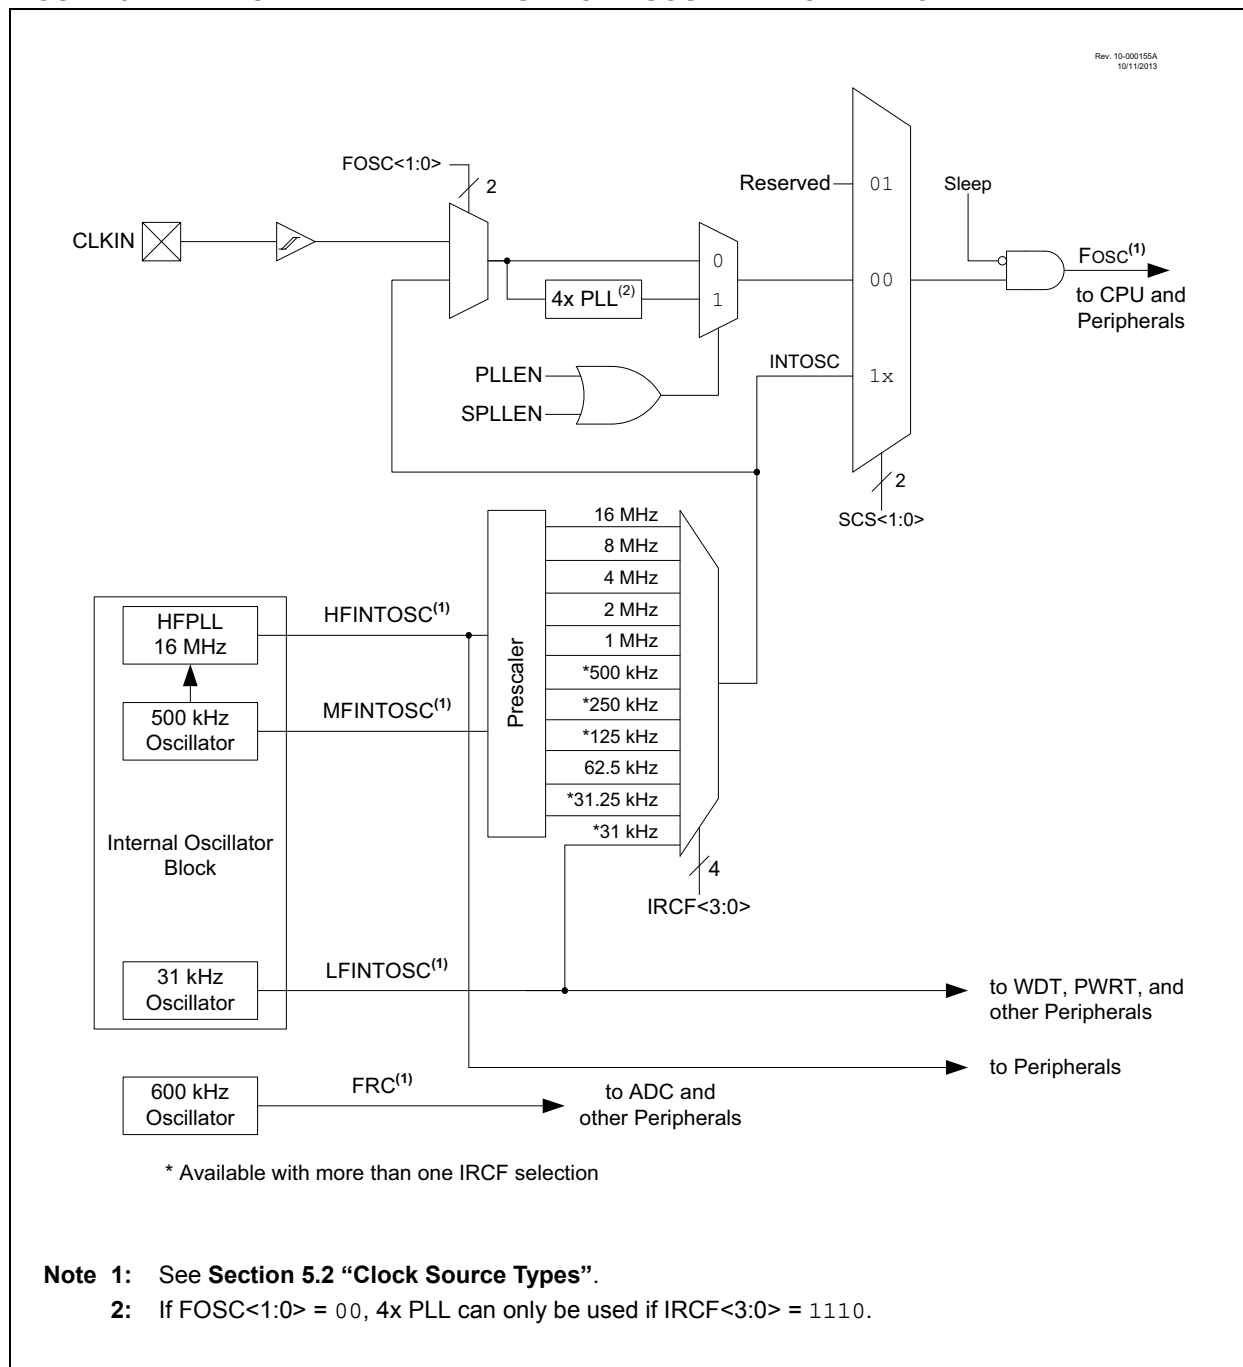 Rev. 10-000155A
10/11/2013
FOSC<1:0>
2
Reserved
01
Sleep
CLKIN
0
FOSC(1)
4x PLL(2)
1
00
to CPU and
Peripherals
PLLEN
INTOSC
1x
SPLLEN
2
SCS<1:0>
16 MHz
8 MHz
4 MHz
2 MHz
1 MHz
*500 kHz
*250 kHz
*125 kHz
62.5 kHz
*31.25 kHz
*31 kHz
Prescaler
HFPLL
16 MHz
HFINTOSC(1)
500 kHz
Oscillator
MFINTOSC(1)
Internal Oscillator
Block
4
IRCF<3:0>
31 kHz
Oscillator
LFINTOSC(1)
to WDT, PWRT, and
other Peripherals
to Peripherals
600 kHz
Oscillator
FRC(1)
to ADC and
other Peripherals
* Available with more than one IRCF selection
Note 1: See Section 5.2 “Clock Source Types”.
2: If FOSC<1:0> = 00, 4x PLL can only be used if IRCF<3:0> = 1110.